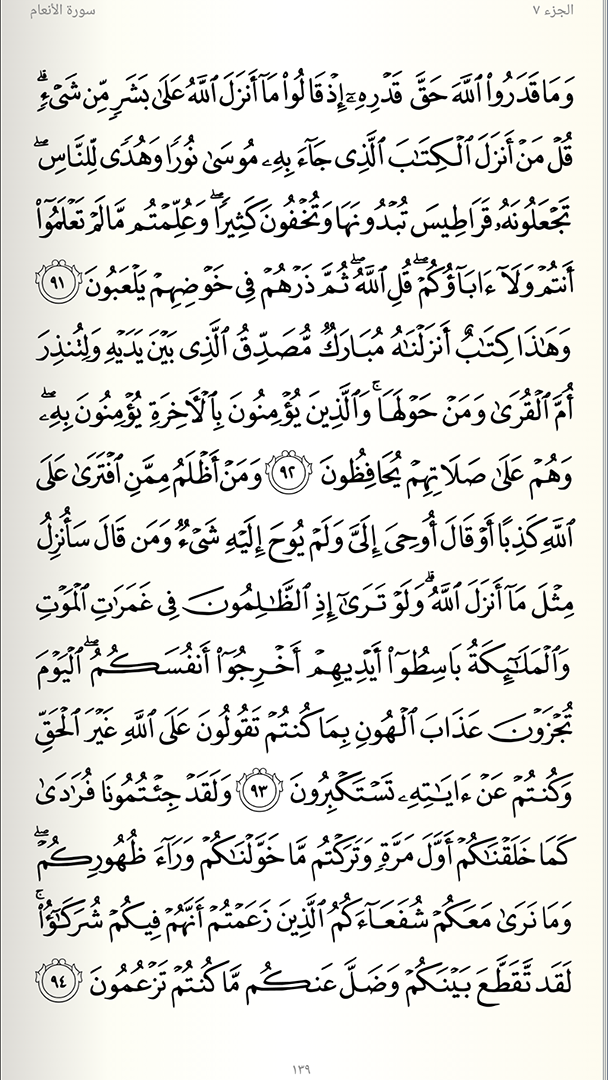 الجزء ٧
سورة الأنعام
وَمَا قَدَرُوا۟ ٱللَّهَ حَقَّ قَدْرِهِۦٓ إِذْ قَالُوا۟ مَآ أَنزَلَ ٱللَّهُ عَلَىٰ بَشَرٍ مِّن شَىْءٍۗ
قُلْ مَنْ أَنزَلَ ٱلْكِتَـٰبَ ٱلَّذِى جَآءَ بِهِۦ مُوسَىٰ نُورًا وَهُدًى لِّلنَّاسِۖ
تَجْعَلُونَهُۥ قَرَاطِيسَ تُبْدُونَهَا وَتُخْفُونَ كَثِيرًاۖ وَعُلِّمْتُم مَّا لَمْ تَعْلَمُوٓا۟
أَنتُمْ وَلَآ ءَابَآؤُكُمْۖ قُلِ ٱللَّهُۖ ثُمَّ ذَرْهُمْ فِى خَوْضِهِمْ يَلْعَبُونَ ٩١
وَهَـٰذَا كِتَـٰبٌ أَنزَلْنَـٰهُ مُبَارَكٌ مُّصَدِّقُ ٱلَّذِى بَيْنَ يَدَيْهِ وَلِتُنذِرَ
أُمَّ ٱلْقُرَىٰ وَمَنْ حَوْلَهَاۚ وَٱلَّذِينَ يُؤْمِنُونَ بِٱلْـَٔاخِرَةِ يُؤْمِنُونَ بِهِۦۖ
وَهُمْ عَلَىٰ صَلَاتِهِمْ يُحَافِظُونَ ٩٢ وَمَنْ أَظْلَمُ مِمَّنِ ٱفْتَرَىٰ عَلَى
ٱللَّهِ كَذِبًا أَوْ قَالَ أُوحِىَ إِلَىَّ وَلَمْ يُوحَ إِلَيْهِ شَىْءٌ وَمَن قَالَ سَأُنزِلُ
مِثْلَ مَآ أَنزَلَ ٱللَّهُۗ وَلَوْ تَرَىٰٓ إِذِ ٱلظَّـٰلِمُونَ فِى غَمَرَٰتِ ٱلْمَوْتِ
وَٱلْمَلَـٰٓئِكَةُ بَاسِطُوٓا۟ أَيْدِيهِمْ أَخْرِجُوٓا۟ أَنفُسَكُمُۖ ٱلْيَوْمَ
تُجْزَوْنَ عَذَابَ ٱلْهُونِ بِمَا كُنتُمْ تَقُولُونَ عَلَى ٱللَّهِ غَيْرَ ٱلْحَقِّ
وَكُنتُمْ عَنْ ءَايَـٰتِهِۦ تَسْتَكْبِرُونَ ٩٣ وَلَقَدْ جِئْتُمُونَا فُرَٰدَىٰ
كَمَا خَلَقْنَـٰكُمْ أَوَّلَ مَرَّةٍ وَتَرَكْتُم مَّا خَوَّلْنَـٰكُمْ وَرَآءَ ظُهُورِكُمْۖ
وَمَا نَرَىٰ مَعَكُمْ شُفَعَآءَكُمُ ٱلَّذِينَ زَعَمْتُمْ أَنَّهُمْ فِيكُمْ شُرَكَـٰٓؤُا۟ۚ
لَقَد تَّقَطَّعَ بَيْنَكُمْ وَضَلَّ عَنكُم مَّا كُنتُمْ تَزْعُمُونَ ٩٤
١٣٩